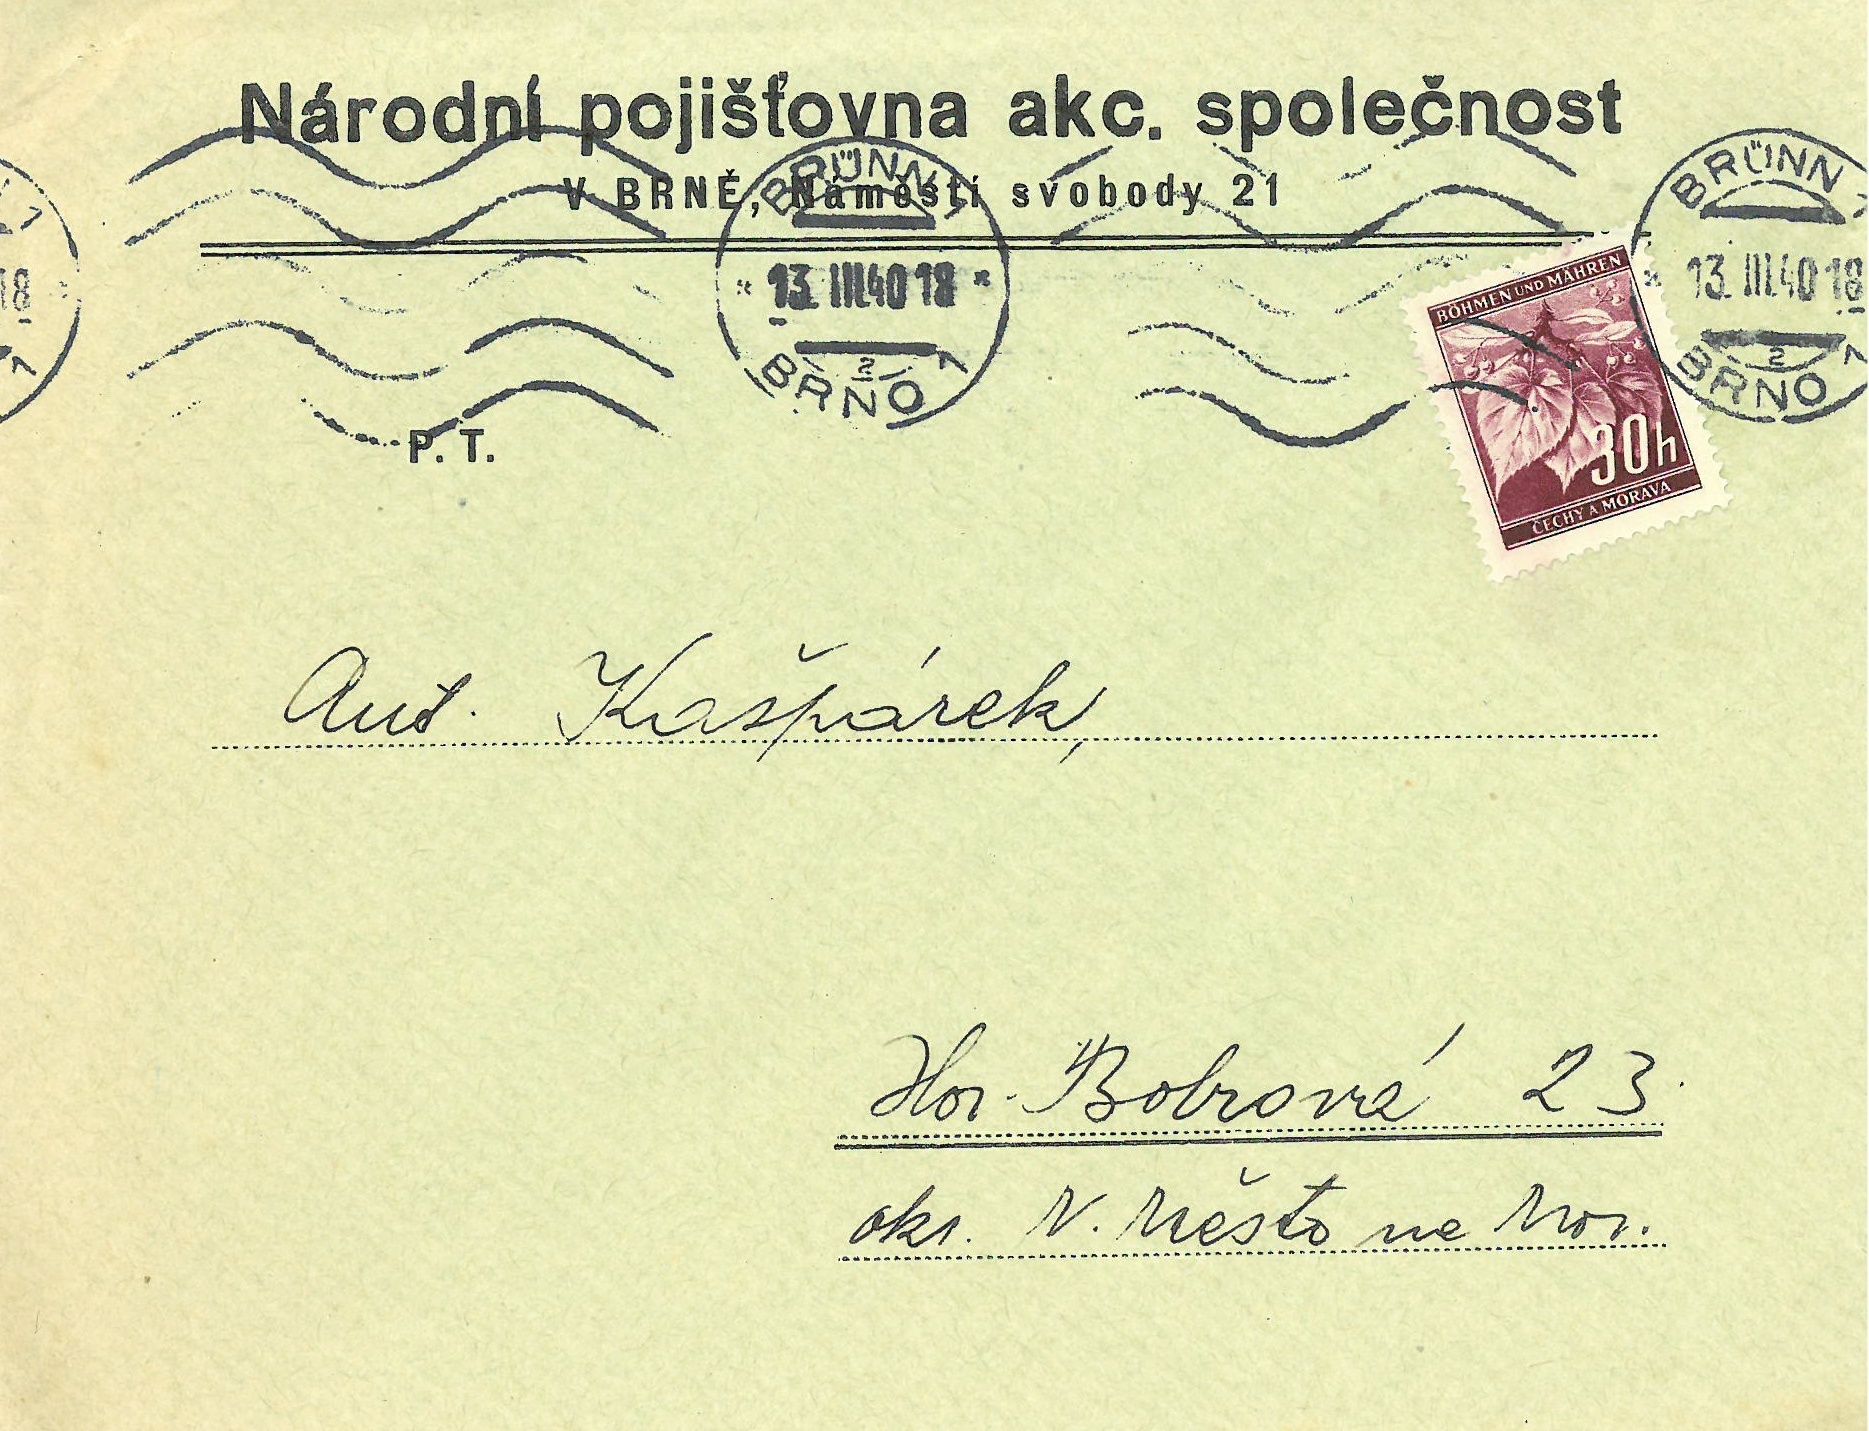 Národní pojišťovna akc. společnost
V BRNĚ, Náměstí svobody 21
BRÜNN 1
13. III. 40 18
2
BRNO 1
BRÜNN 1
13. III. 40 18
2
BRNO 1
18
1
BÖHMEN UND MÄHREN
30h
ČECHY A MORAVA
P. T.
Ant. Kašpárek,
Hor. Bobrová 23.
okr. N. Město na Mor.